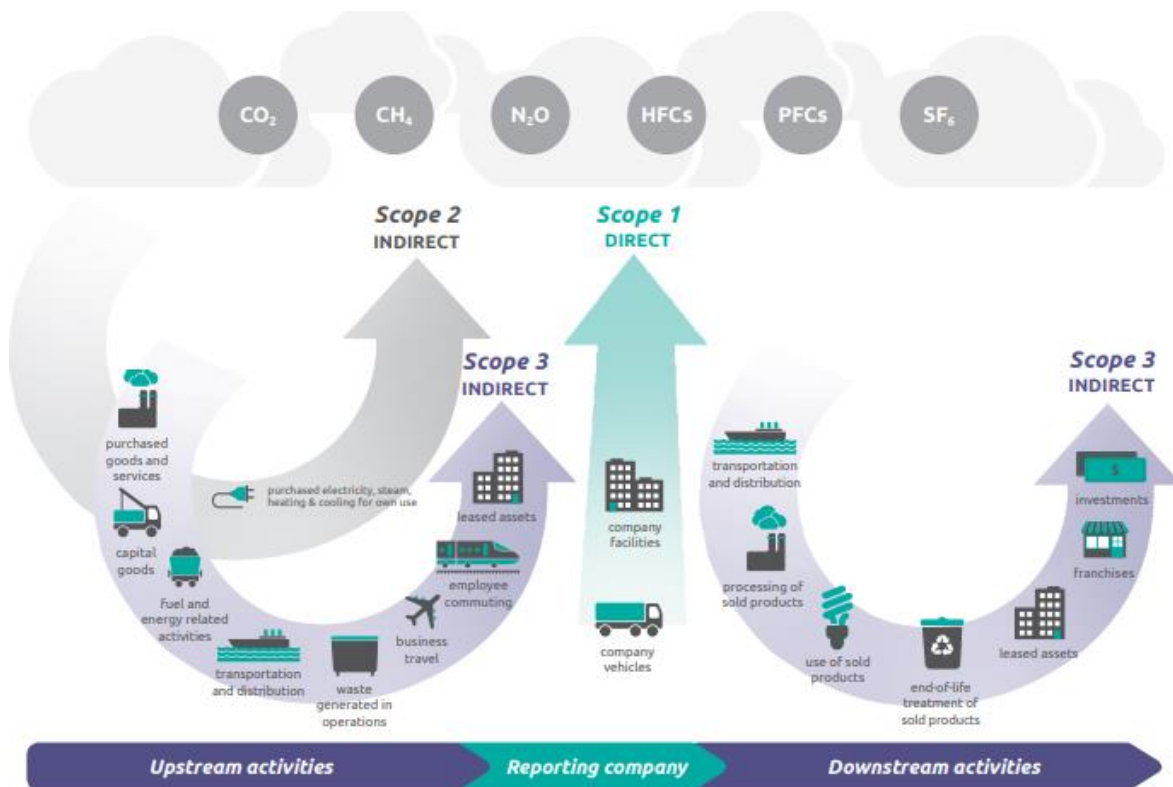 CO₂
CH₄
N₂O
HFCs
PFCs
SF₆
Scope 2
INDIRECT
Scope 1
DIRECT
Scope 3
INDIRECT
Scope 3
INDIRECT
purchased
goods and
services
capital
goods
fuel and
energy related
activities
transportation
and distribution
waste
generated in
operations
business
travel
employee
commuting
leased assets
purchased electricity, steam,
heating & cooling for own use
company
facilities
company
vehicles
transportation
and distribution
processing of
sold products
use of sold
products
end-of-life
treatment of
sold products
leased assets
franchises
$
investments
Upstream activities
Reporting company
Downstream activities